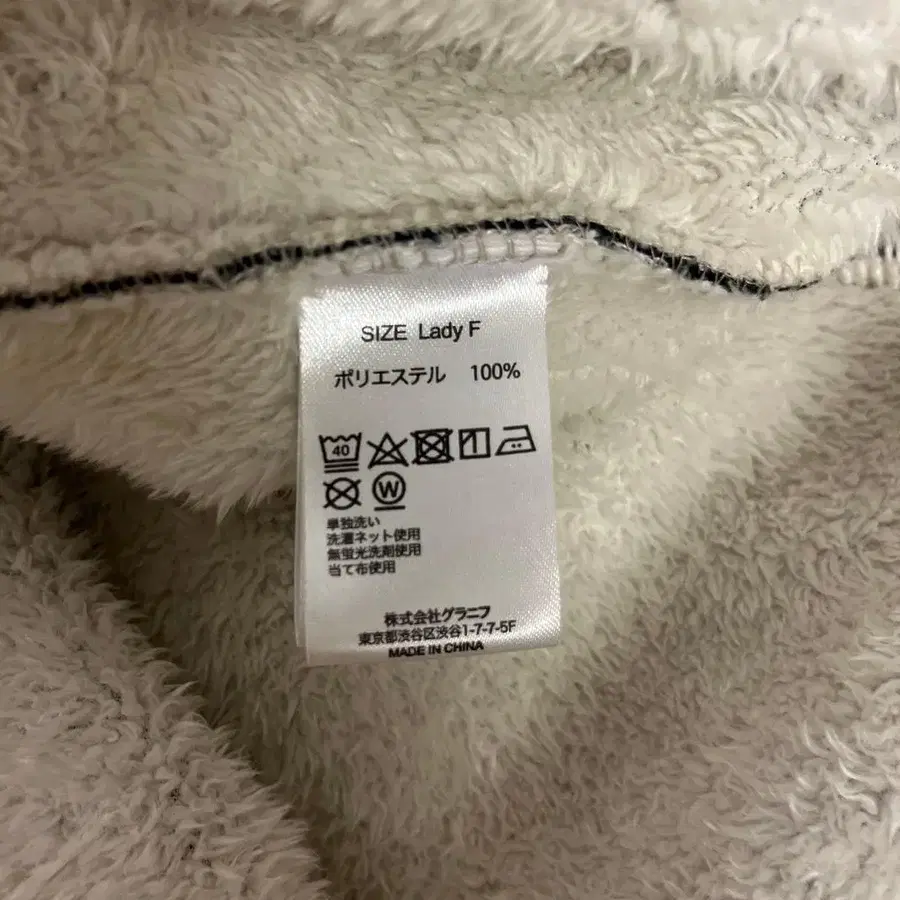 SIZE Lady F
ポリエステル 100%
40
W
単独洗い
洗濯ネット使用
無蛍光洗剤使用
当て布使用
株式会社グラニフ
東京都渋谷区渋谷1-7-7-5F
MADE IN CHINA